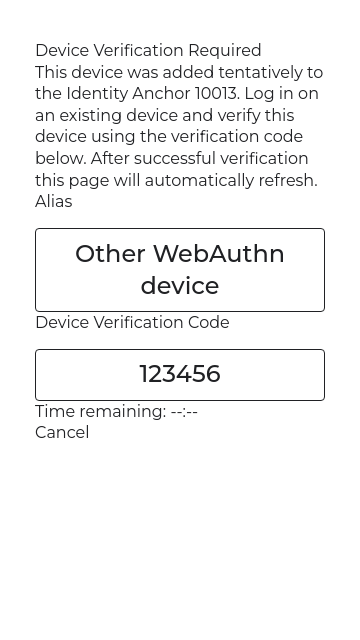 Device Verification Required
This device was added tentatively to
the Identity Anchor 10013. Log in on
an existing device and verify this
device using the verification code
below. After successful verification
this page will automatically refresh.
Alias
Other WebAuthn
device
Device Verification Code
123456
Time remaining: --:--
Cancel